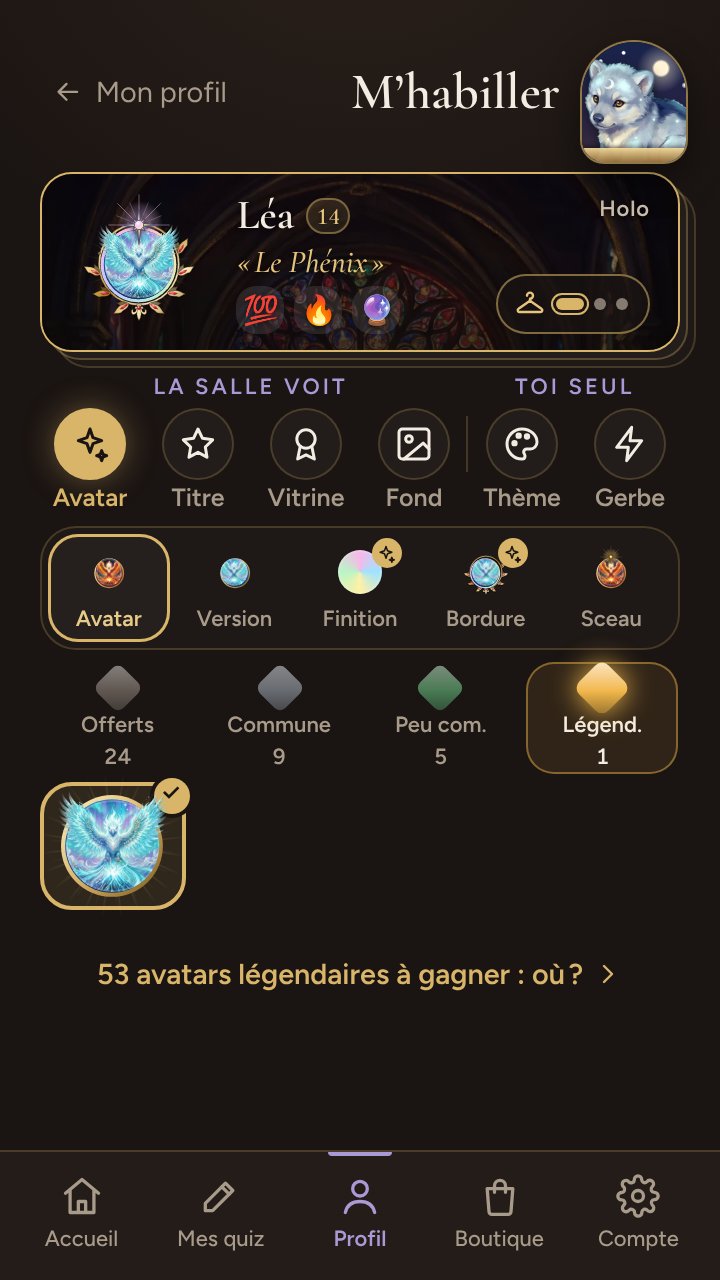 ← Mon profil
M’habiller
Léa 14
Holo
« Le Phénix »
💯 🔥 🔮
LA SALLE VOIT
TOI SEUL
Avatar Titre Vitrine Fond Thème Gerbe
Avatar Version Finition Bordure Sceau
Offerts Commune Peu com. Légend.
24 9 5 1
53 avatars légendaires à gagner : où ? >
Accueil Mes quiz Profil Boutique Compte